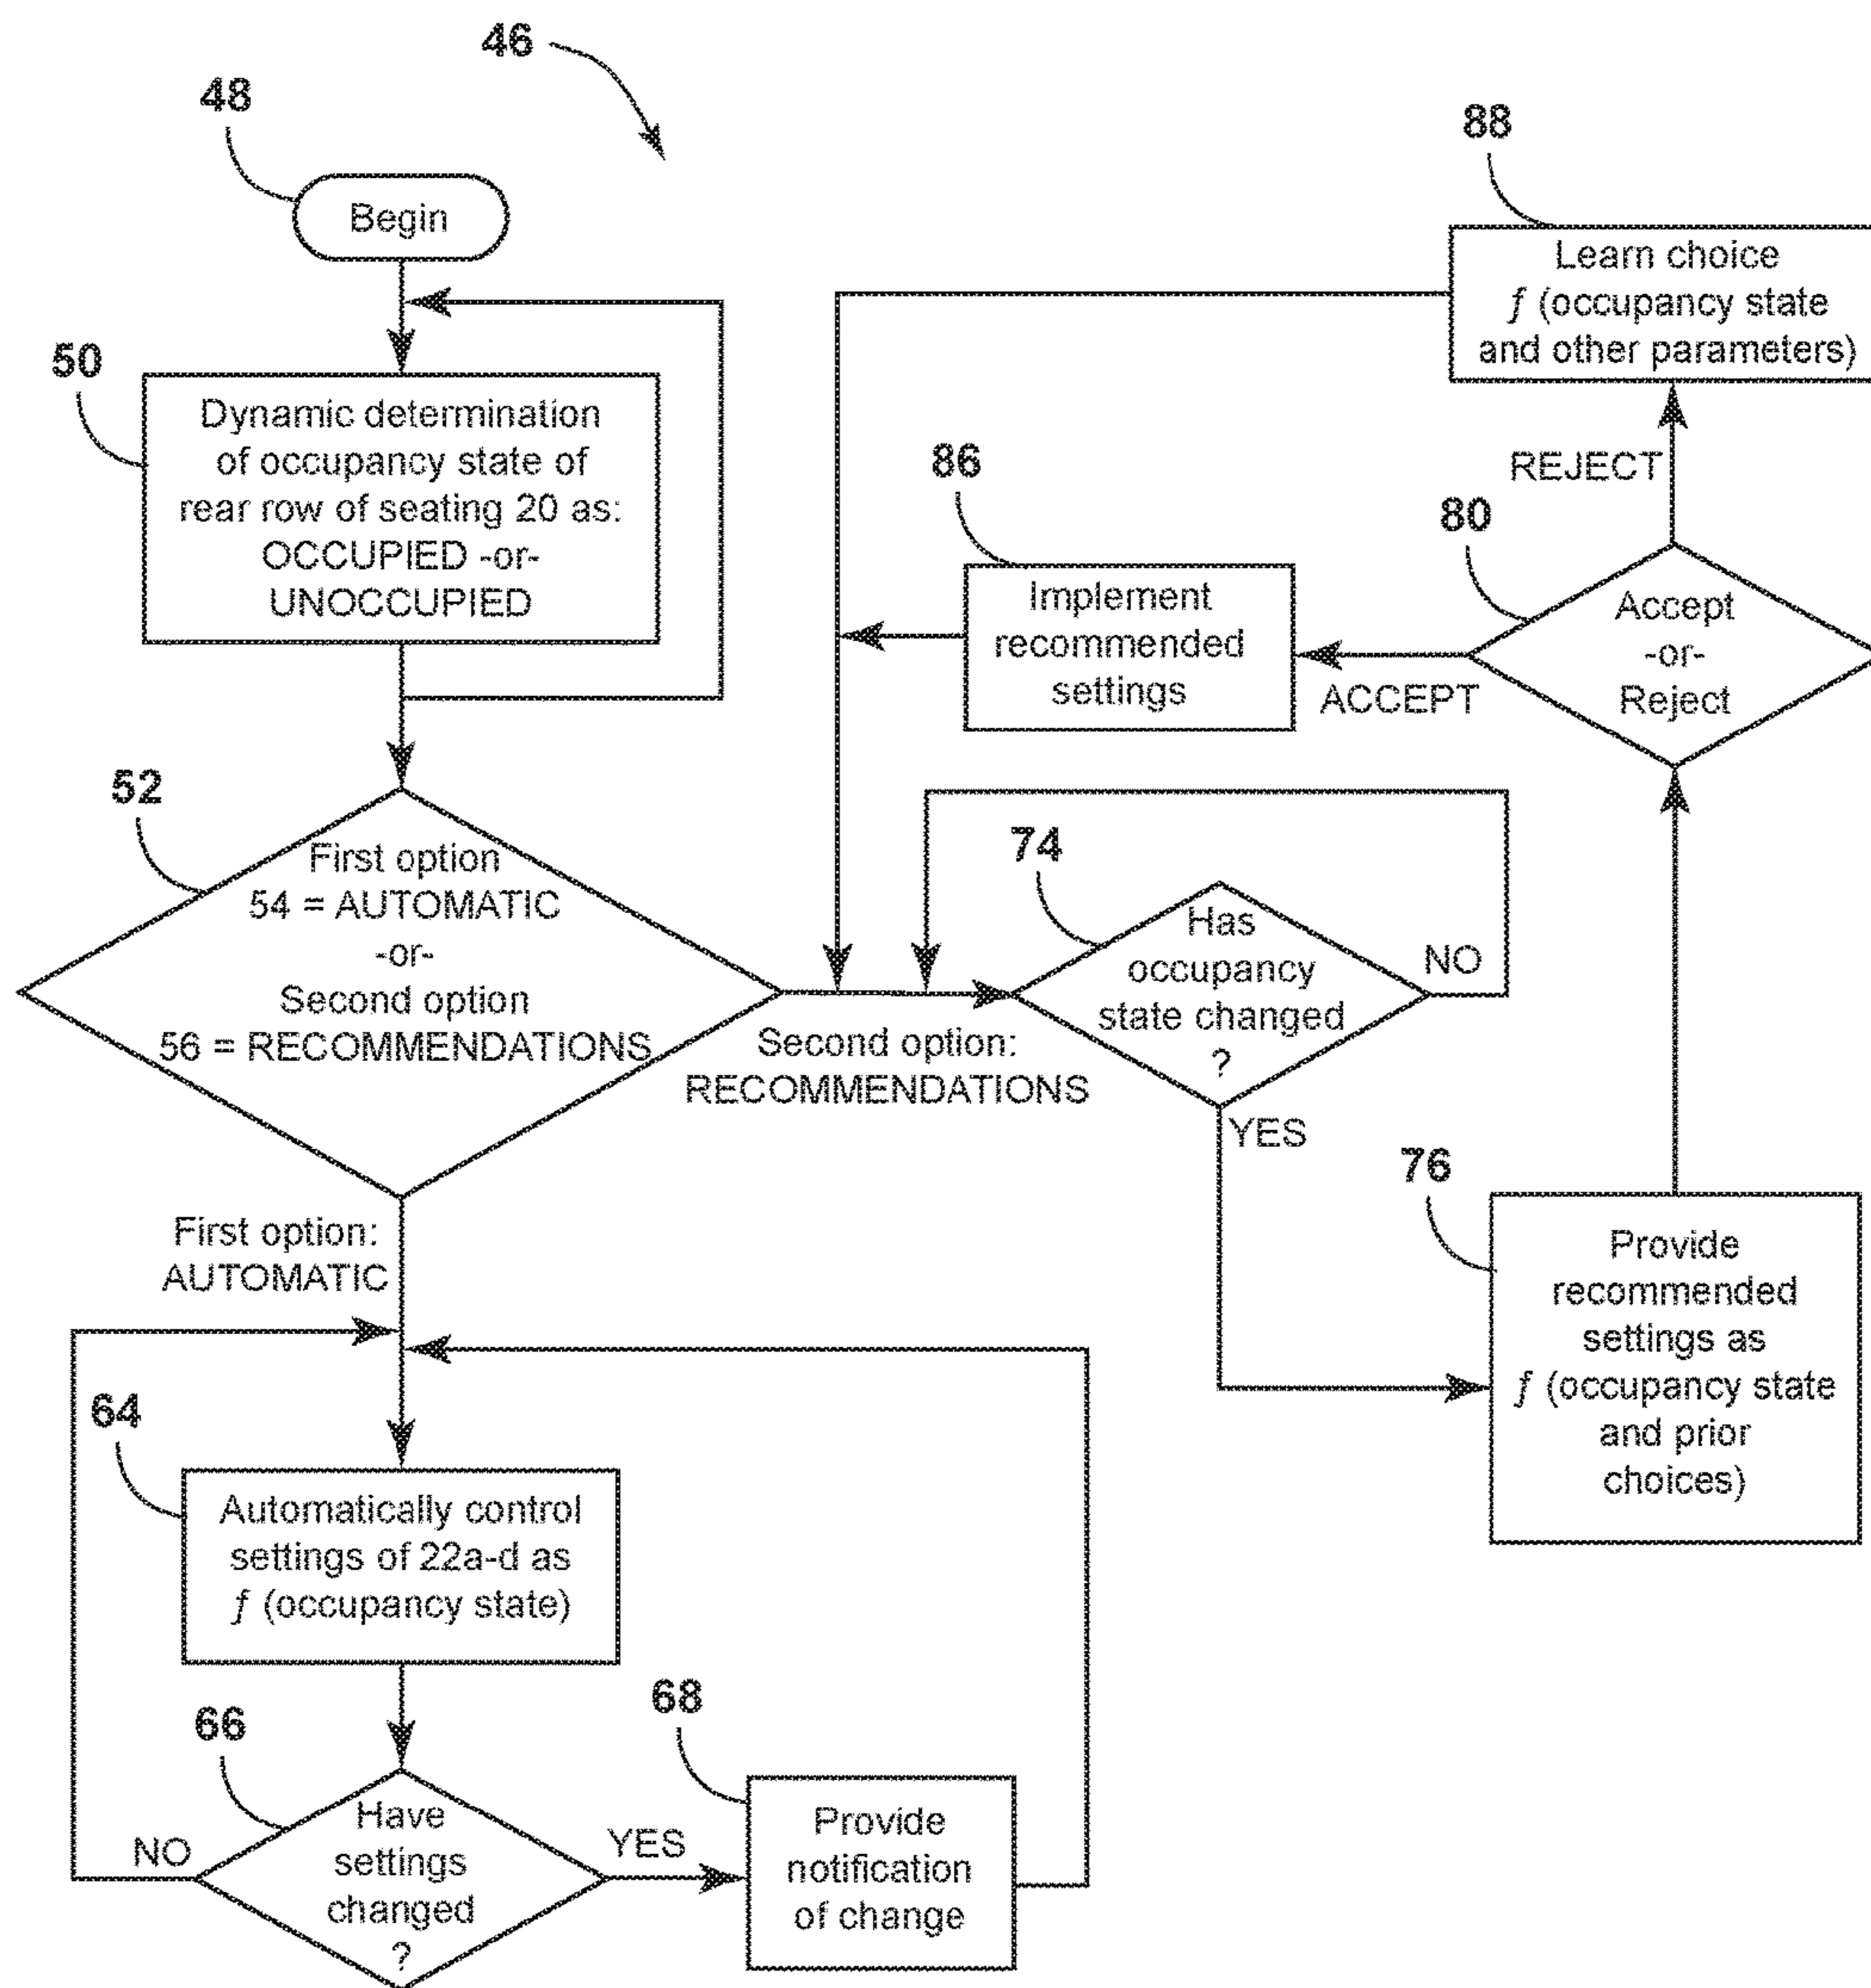 46
48
Begin
50
Dynamic determination
of occupancy state of
rear row of seating 20 as:
OCCUPIED -or-
UNOCCUPIED
52
First option
54 = AUTOMATIC
-or-
Second option
56 = RECOMMENDATIONS
First option:
AUTOMATIC
64
Automatically control
settings of 22a-d as
ƒ (occupancy state)
66
Have
settings
changed
?
NO
YES
68
Provide
notification
of change
Second option:
RECOMMENDATIONS
74
Has
occupancy
state changed
?
NO
YES
76
Provide
recommended
settings as
ƒ (occupancy state
and prior
choices)
80
Accept
-or-
Reject
ACCEPT
REJECT
86
Implement
recommended
settings
88
Learn choice
ƒ (occupancy state
and other parameters)